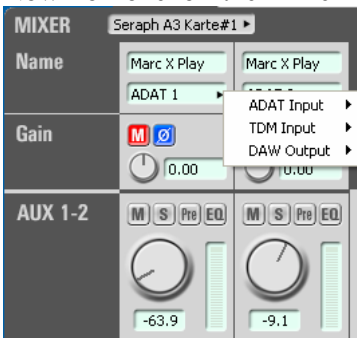 MIXER Seraph A3 Karte#1
Name Marc X Play Marc X Play
ADAT 1
ADAT Input
TDM Input
DAW Output
Gain M Ø
0.00 0.00
AUX 1-2 M S Pre EQ M S Pre EQ
-63.9 -9.1